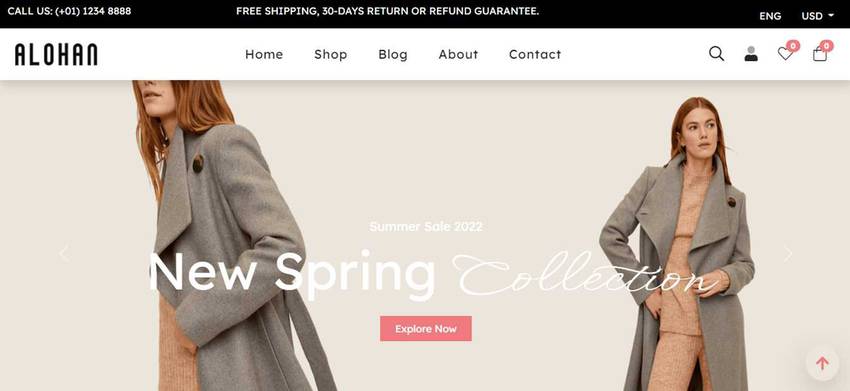 CALL US: (+01) 1234 8888
FREE SHIPPING, 30-DAYS RETURN OR REFUND GUARANTEE.
ENG
USD
ALOHAN
Home
Shop
Blog
About
Contact
0
0
Summer Sale 2022
New Spring Collection
Explore Now